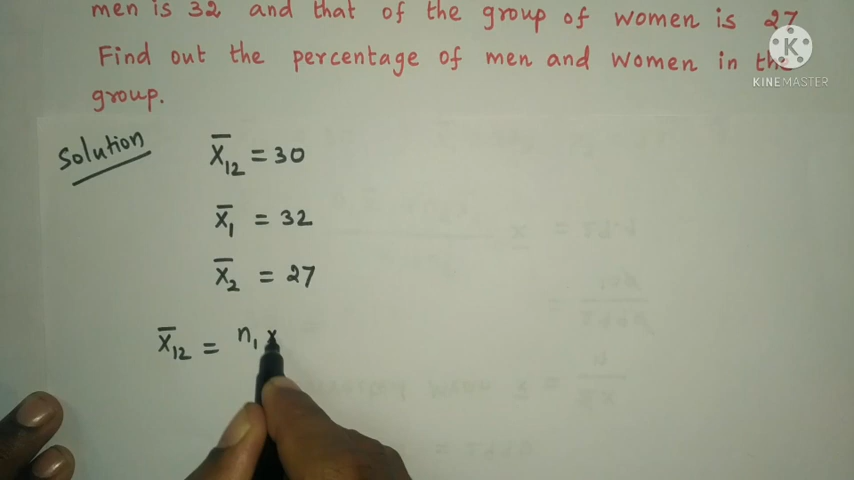 men is 32 and that of the group of women is 27
Find out the percentage of men and women in the
group.
Solution
X̅₁₂ = 30
X̅₁ = 32
X̅₂ = 27
X̅₁₂ = n₁ x
KINEMASTER